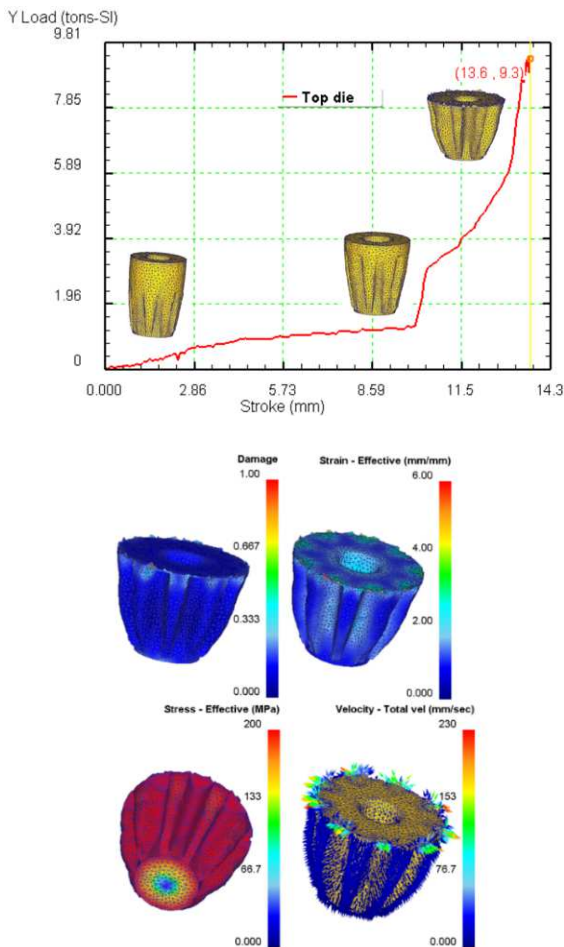 Y Load (tons-SI)
9.81
(13.6 , 9.3)
7.85
Top die
5.89
3.92
1.96
0
0.000 2.86 5.73 8.59 11.5 14.3
Stroke (mm)
Damage Strain - Effective (mm/mm)
1.00 6.00
0.667 4.00
0.333 2.00
0.000 0.000
Stress - Effective (MPa) Velocity - Total vel (mm/sec)
200 230
133 153
66.7 76.7
0.000 0.000